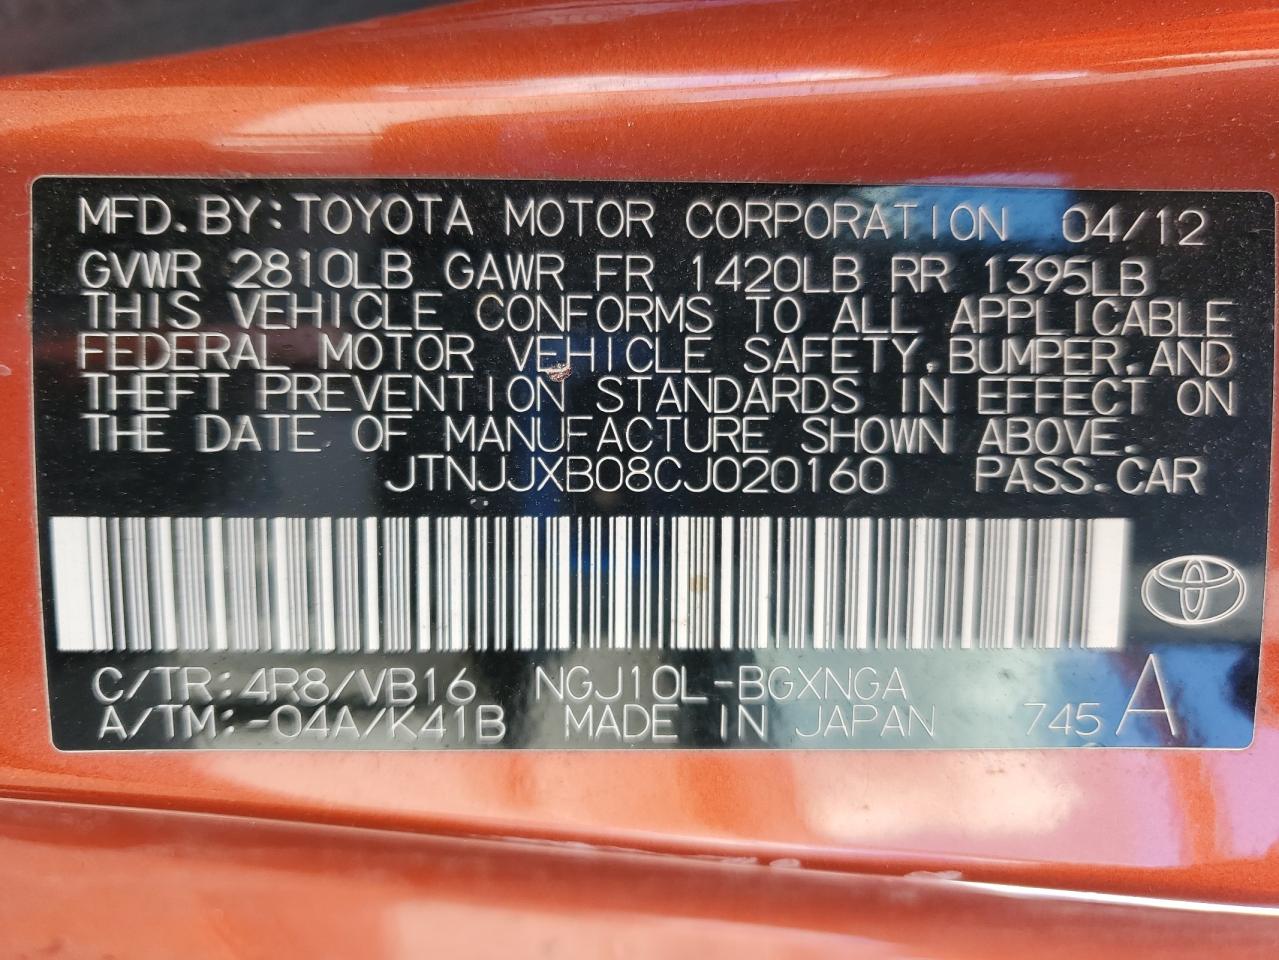 MFD.BY:TOYOTA MOTOR CORPORATION 04/12
GVWR 2810LB GAWR FR 1420LB RR 1395LB
THIS VEHICLE CONFORMS TO ALL APPLICABLE
FEDERAL MOTOR VEHICLE SAFETY,BUMPER,AND
THEFT PREVENTION STANDARDS IN EFFECT ON
THE DATE OF MANUFACTURE SHOWN ABOVE.
JTNJJXB08CJ020160 PASS.CAR
C/TR:4R8/VB16 NGJ10L-BGXNGA
A/TM:-04A/K41B MADE IN JAPAN 745 A